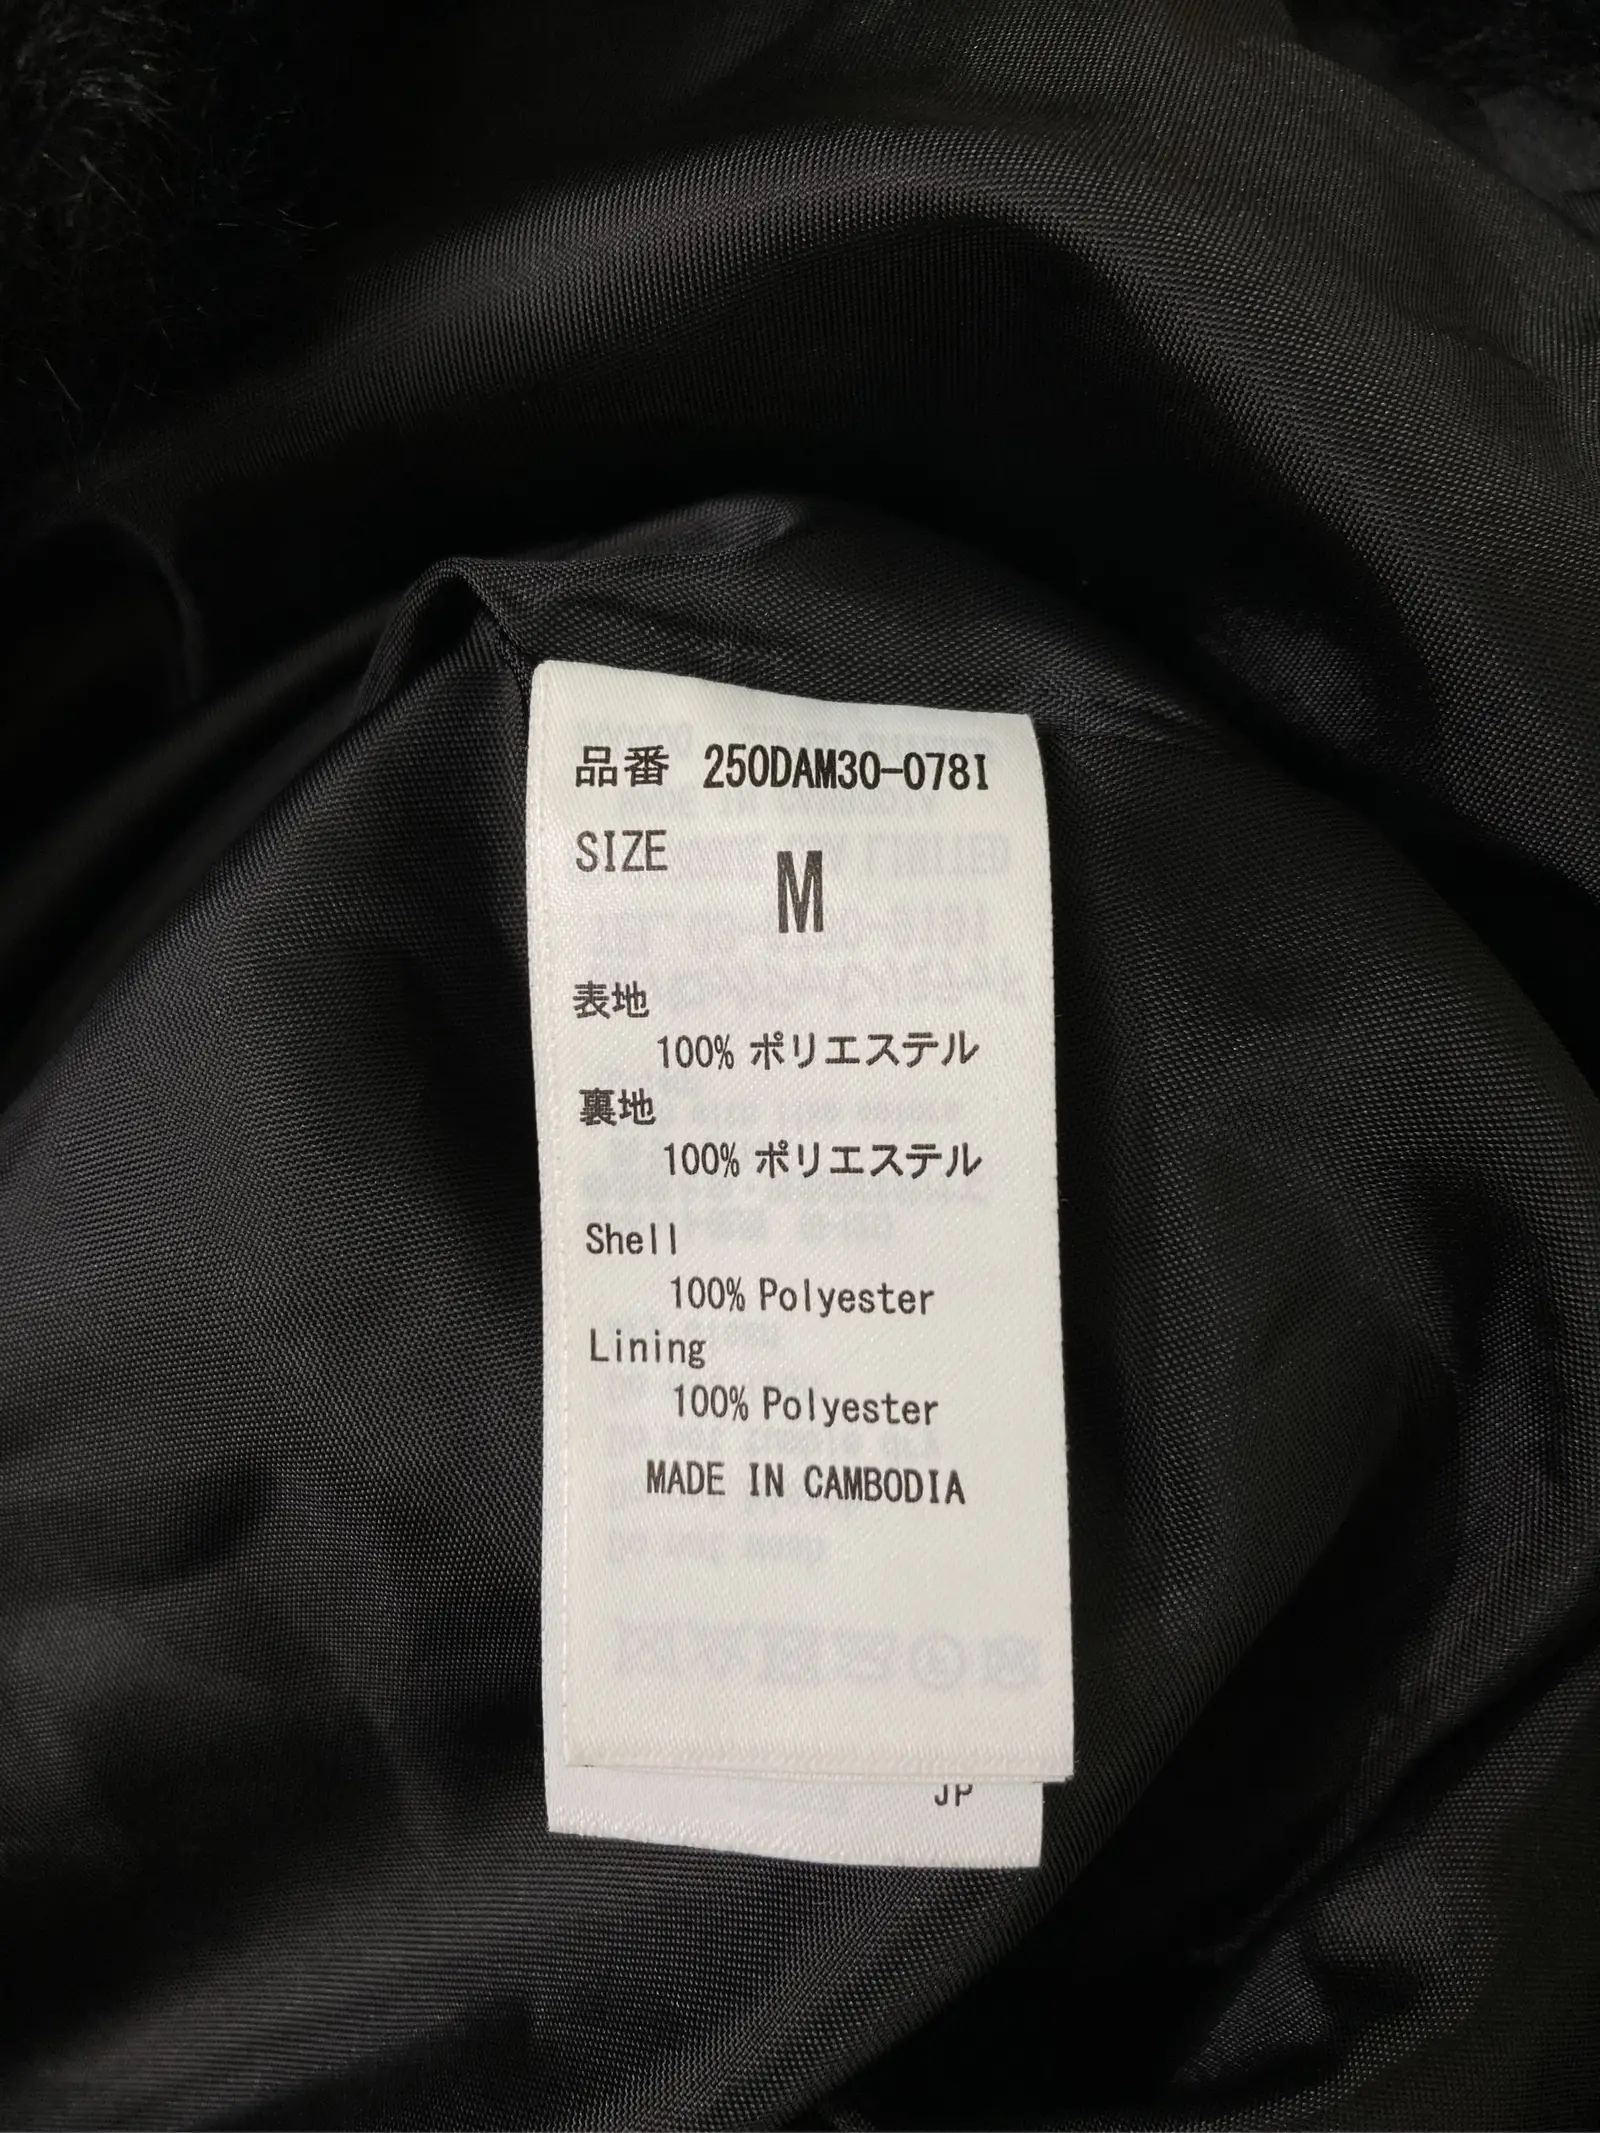 品番 250DAM30-078I
SIZE M
表地
100% ポリエステル
裏地
100% ポリエステル
Shell
100% Polyester
Lining
100% Polyester
MADE IN CAMBODIA
JP